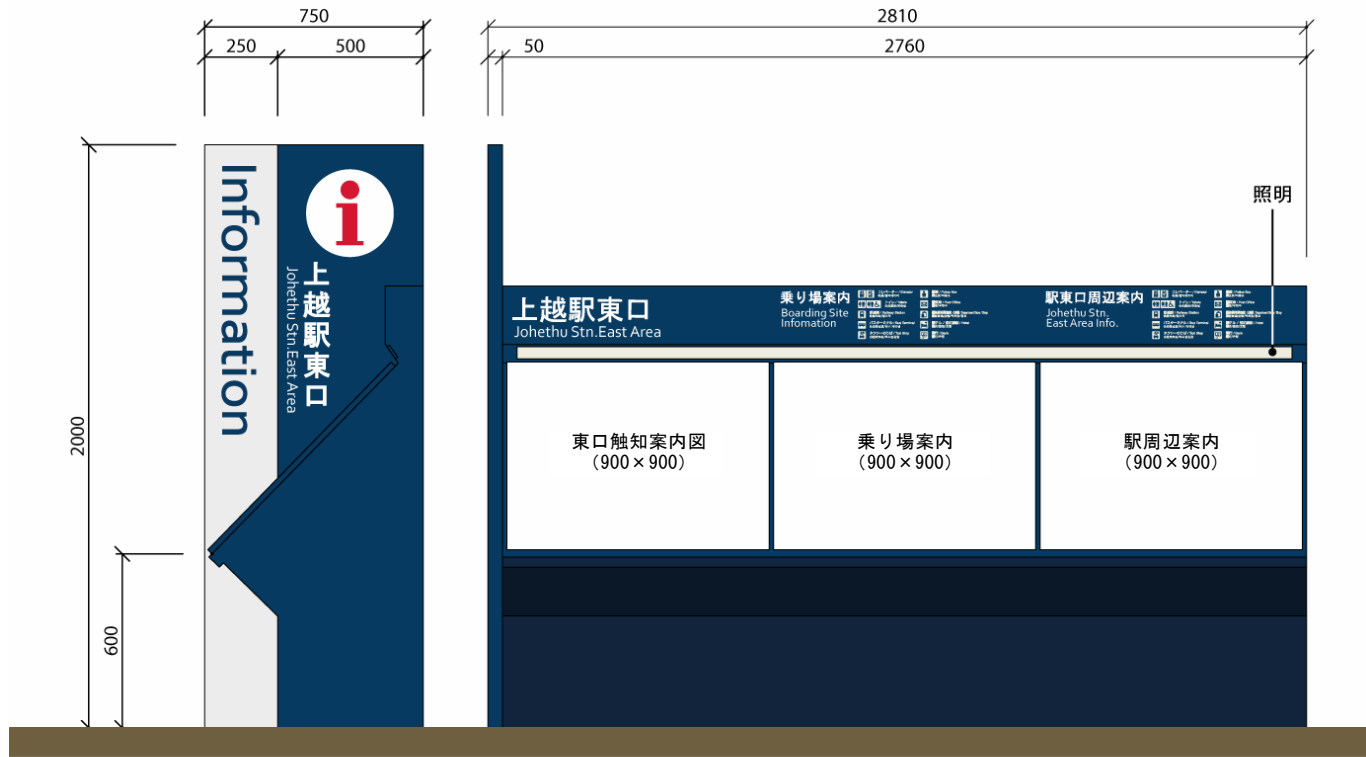 750
250
500
2810
50
2760
2000
600
Information
i
上越駅東口
Johethu Stn.East Area
照明
上越駅東口
Johethu Stn.East Area
乗り場案内
Boarding Site
Infomation
駅東口周辺案内
Johethu Stn.
East Area Info.
東口触知案内図
(900×900)
乗り場案内
(900×900)
駅周辺案内
(900×900)